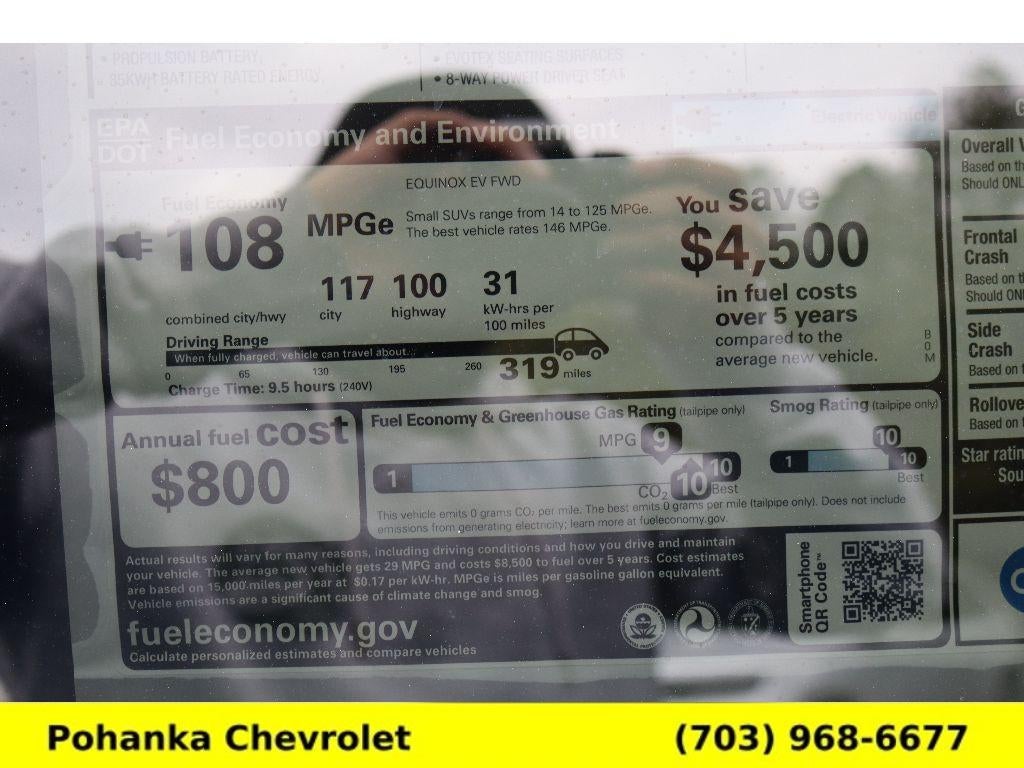 • PROPULSION BATTERY,
85KWH BATTERY RATED ENERGY
• EVOTEX SEATING SURFACES
• 8-WAY POWER DRIVER SEAT
EPA
DOT
Fuel Economy and Environment
Electric Vehicle
EQUINOX EV FWD
Fuel Economy
108 MPGe
Small SUVs range from 14 to 125 MPGe.
The best vehicle rates 146 MPGe.
117 100 31
combined city/hwy
city
highway
kW-hrs per
100 miles
Driving Range
When fully charged, vehicle can travel about...
0 65 130 195 260 319 miles
Charge Time: 9.5 hours (240V)
You save
$4,500
in fuel costs
over 5 years
compared to the
average new vehicle.
B
O
M
Annual fuel cost
$800
Fuel Economy & Greenhouse Gas Rating (tailpipe only)
MPG 9
1 10
CO₂ 10 Best
This vehicle emits 0 grams CO₂ per mile. The best emits 0 grams per mile (tailpipe only). Does not include
emissions from generating electricity; learn more at fueleconomy.gov.
Smog Rating (tailpipe only)
10
1 10
Best
Actual results will vary for many reasons, including driving conditions and how you drive and maintain
your vehicle. The average new vehicle gets 29 MPG and costs $8,500 to fuel over 5 years. Cost estimates
are based on 15,000 miles per year at $0.17 per kW-hr. MPGe is miles per gasoline gallon equivalent.
Vehicle emissions are a significant cause of climate change and smog.
fueleconomy.gov
Calculate personalized estimates and compare vehicles
Smartphone
QR Code™
Overall
Based on
Should ONL
Frontal
Crash
Based on
Should ONL
Side
Crash
Based on
Rollove
Based on
Star ratin
Sou
Pohanka Chevrolet
(703) 968-6677